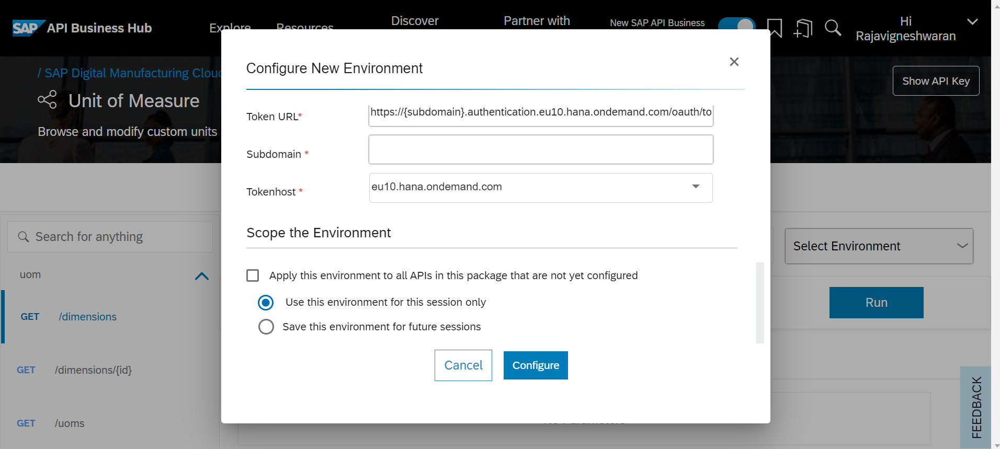 SAP API Business Hub
Explore
Resources
Discover
Partner with
New SAP API Business
Hi
Rajavigneshwaran
/ SAP Digital Manufacturing Cloud
Unit of Measure
Browse and modify custom units
Show API Key
Configure New Environment
Token URL*
https://{subdomain}.authentication.eu10.hana.ondemand.com/oauth/to
Subdomain *
Tokenhost *
eu10.hana.ondemand.com
Scope the Environment
Apply this environment to all APIs in this package that are not yet configured
Use this environment for this session only
Save this environment for future sessions
Cancel
Configure
Search for anything
uom
GET /dimensions
GET /dimensions/{id}
GET /uoms
Select Environment
Run
No Parameters
FEEDBACK